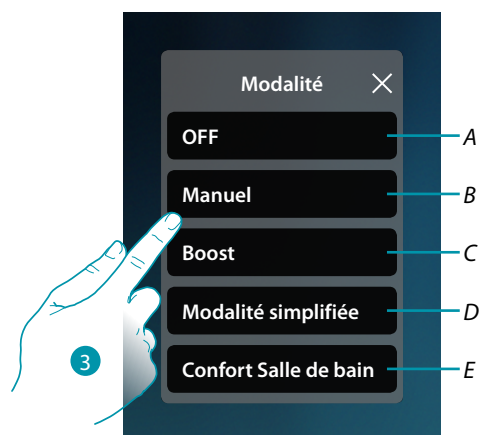 Modalité
OFF
A
Manuel
B
Boost
C
Modalité simplifiée
D
3
Confort Salle de bain
E